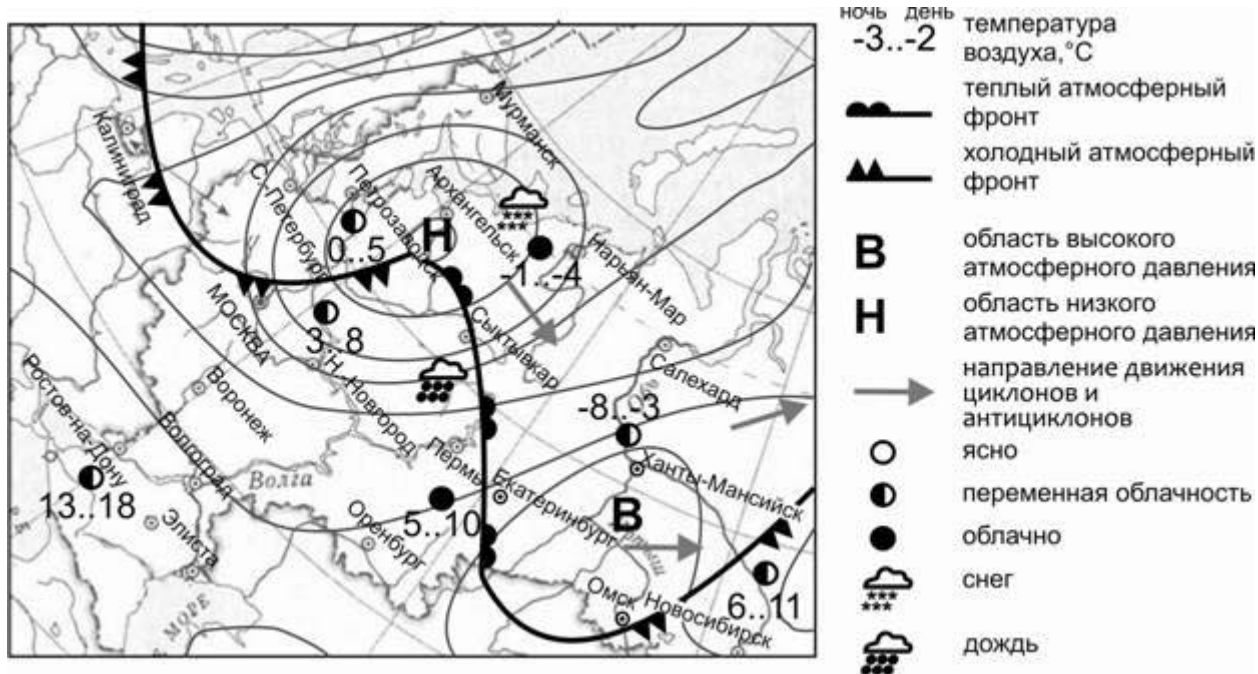 Мурманск
Калининград
С.-Петербург
Петрозаводск
Архангельск
Н
0..5
-1..-4
Нарьян-Мар
МОСКВА
3..8
Сыктывкар
Н.-Новгород
Салехард
Обь
-8..-3
Ростов-на-Дону
Воронеж
Волгоград
Волга
Пермь
Екатеринбург
Ханты-Мансийск
В
13..18
5..10
Элиста
Оренбург
МОРЕ
Омск
Новосибирск
6..11
ночь день
-3..-2
температура
воздуха,°С
теплый атмосферный
фронт
холодный атмосферный
фронт
В
область высокого
атмосферного давления
Н
область низкого
атмосферного давления
направление движения
циклонов и
антициклонов
ясно
переменная облачность
облачно
снег
дождь